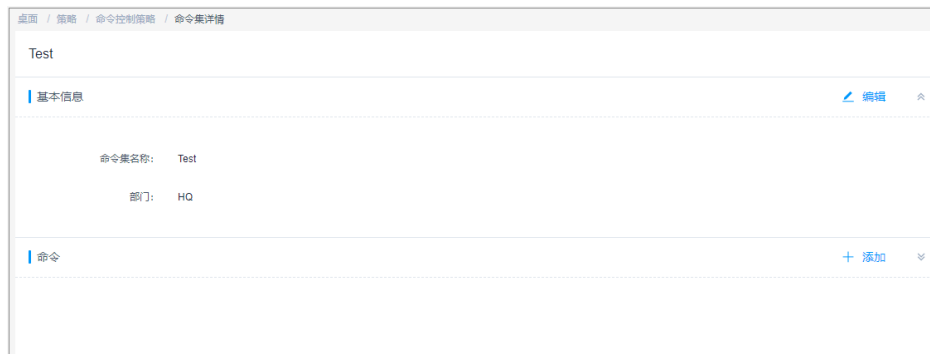 桌面 / 策略 / 命令控制策略 / 命令集详情
Test
基本信息 编辑
命令集名称： Test
部门： HQ
命令 添加